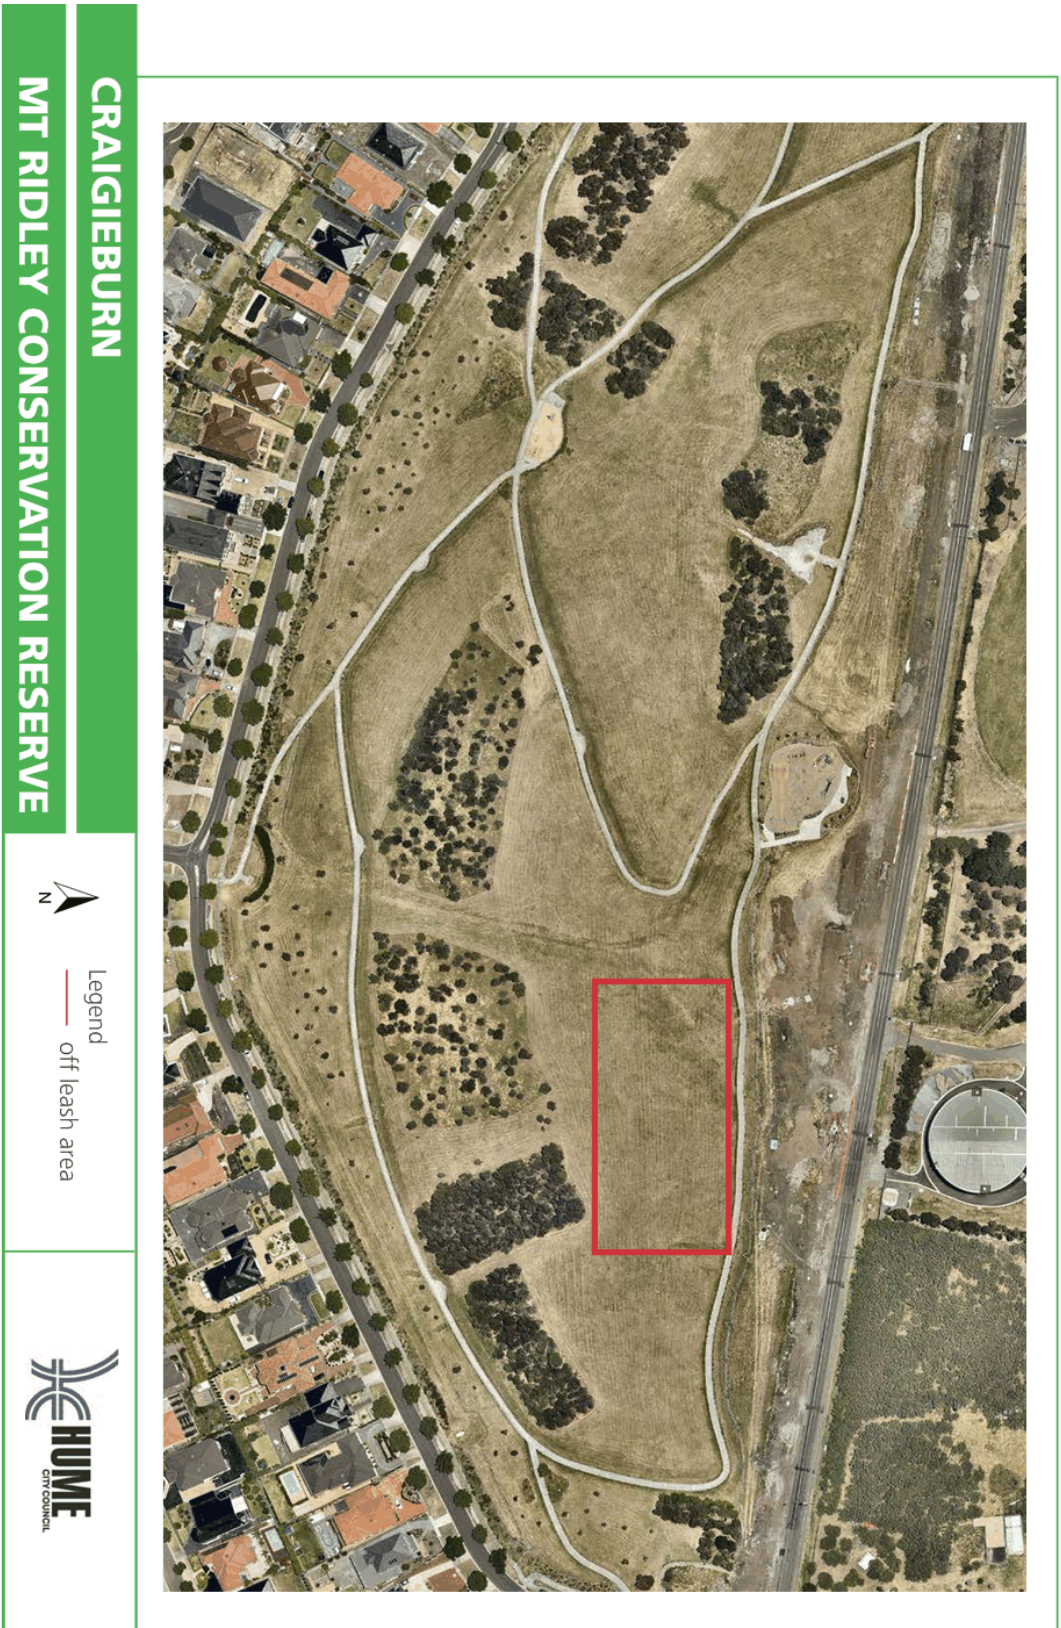 CRAIGIEBURN
MT RIDLEY CONSERVATION RESERVE
N
Legend
off leash area
HUME
CITY COUNCIL